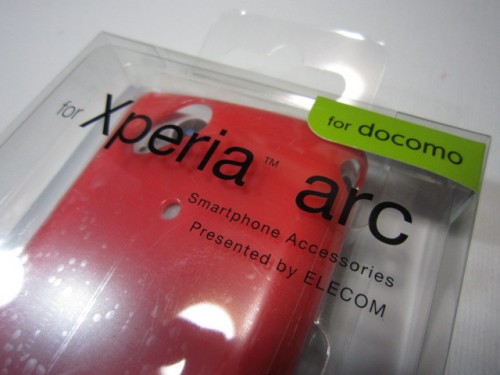 for Xperia™ arc
for docomo
Smartphone Accessories
Presented by ELECOM